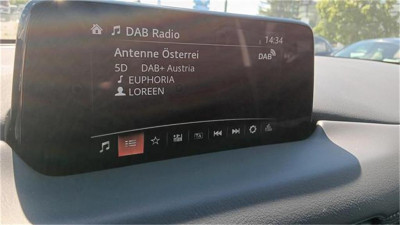 DAB Radio
14:34
Antenne Österrei
DAB
5D DAB+ Austria
EUPHORIA
LOREEN